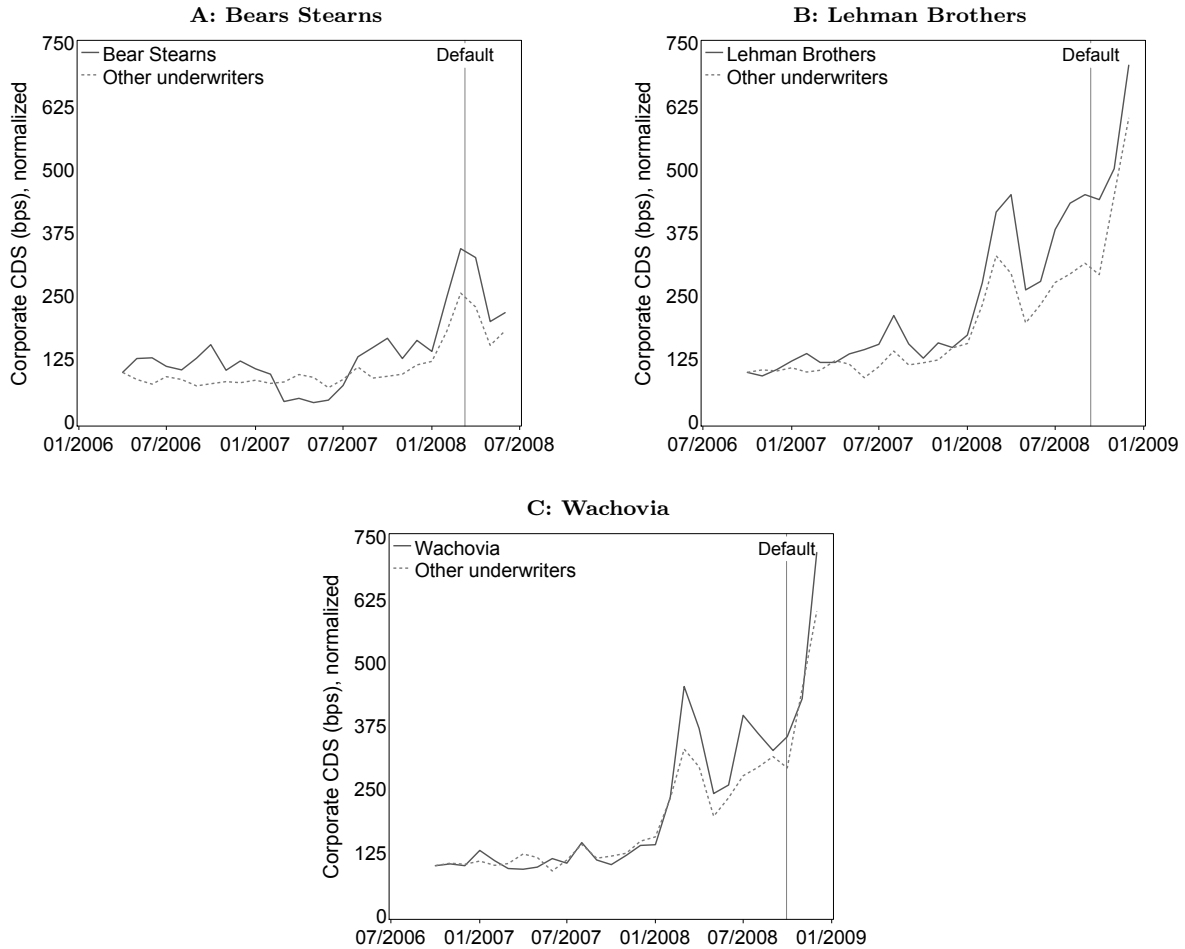 A: Bears Stearns
Corporate CDS (bps), normalized
750
625
500
375
250
125
0
Bear Stearns
Other underwriters
Default
01/2006 07/2006 01/2007 07/2007 01/2008 07/2008
B: Lehman Brothers
Corporate CDS (bps), normalized
750
625
500
375
250
125
0
Lehman Brothers
Other underwriters
Default
07/2006 01/2007 07/2007 01/2008 07/2008 01/2009
C: Wachovia
Corporate CDS (bps), normalized
750
625
500
375
250
125
0
Wachovia
Other underwriters
Default
07/2006 01/2007 07/2007 01/2008 07/2008 01/2009